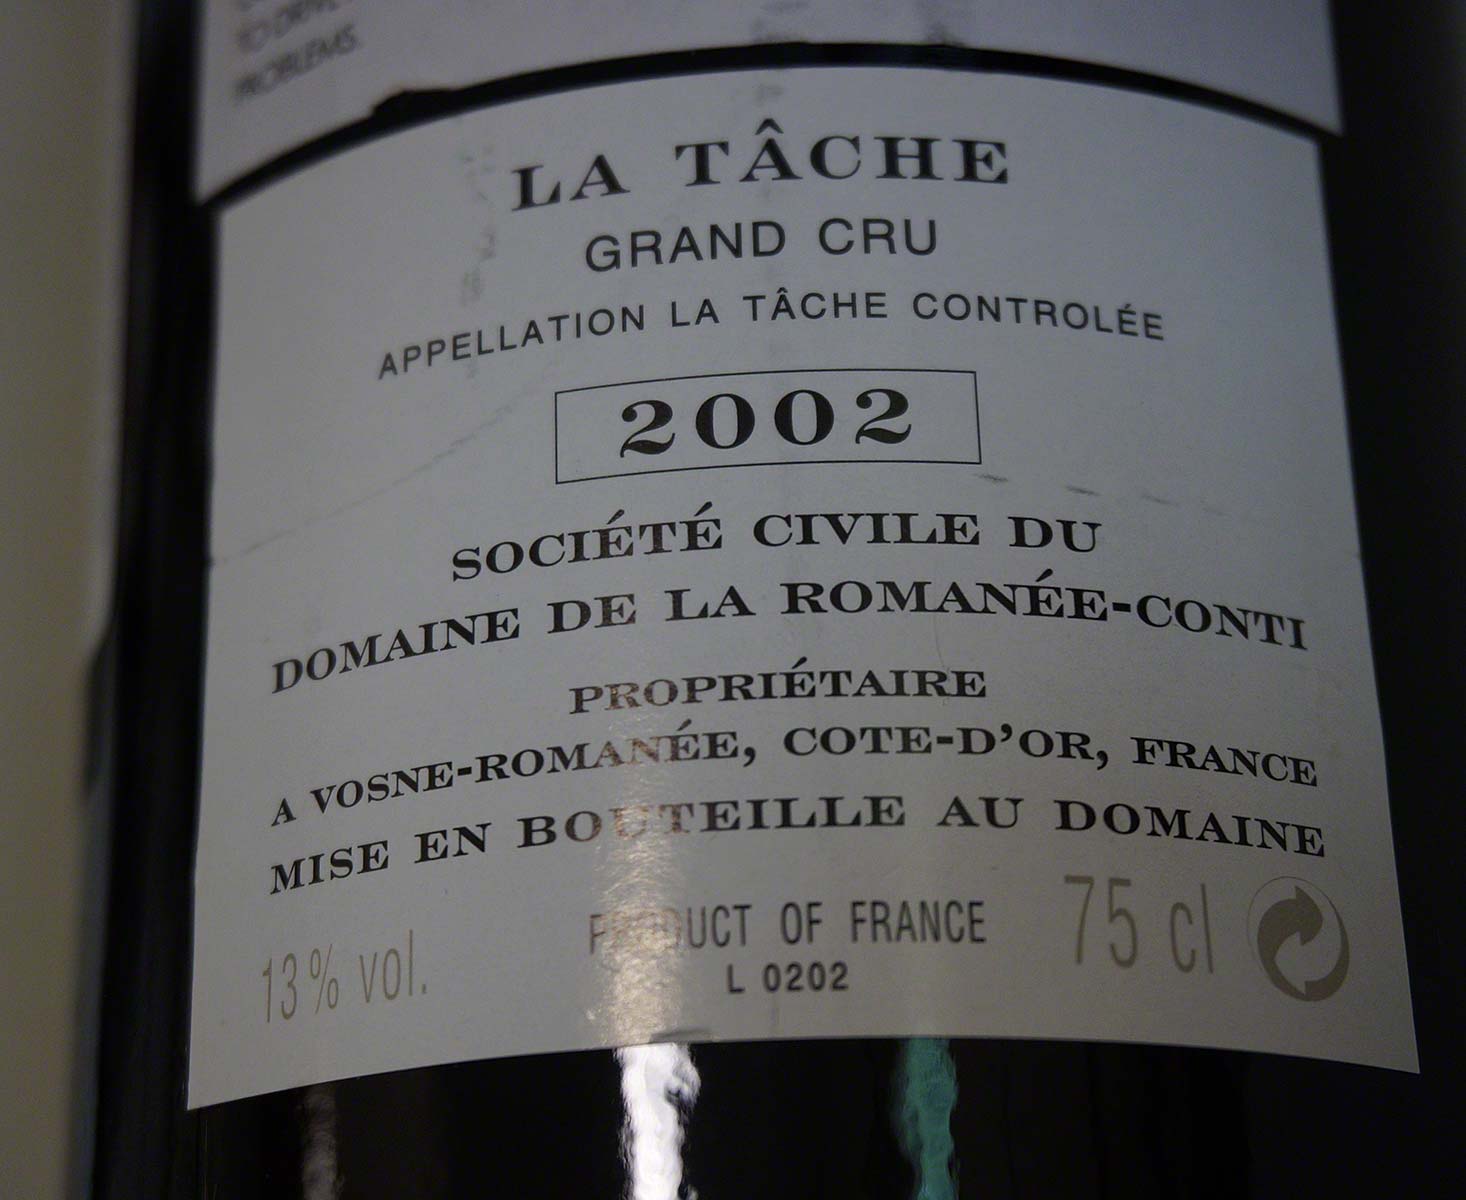 TO DRIVE
PROBLEMS.
LA TÂCHE
GRAND CRU
APPELLATION LA TÂCHE CONTROLÉE
2002
SOCIÉTÉ CIVILE DU
DOMAINE DE LA ROMANÉE-CONTI
PROPRIÉTAIRE
A VOSNE-ROMANÉE, COTE-D'OR, FRANCE
MISE EN BOUTEILLE AU DOMAINE
13% vol.
PRODUCT OF FRANCE
75 cl
L 0202